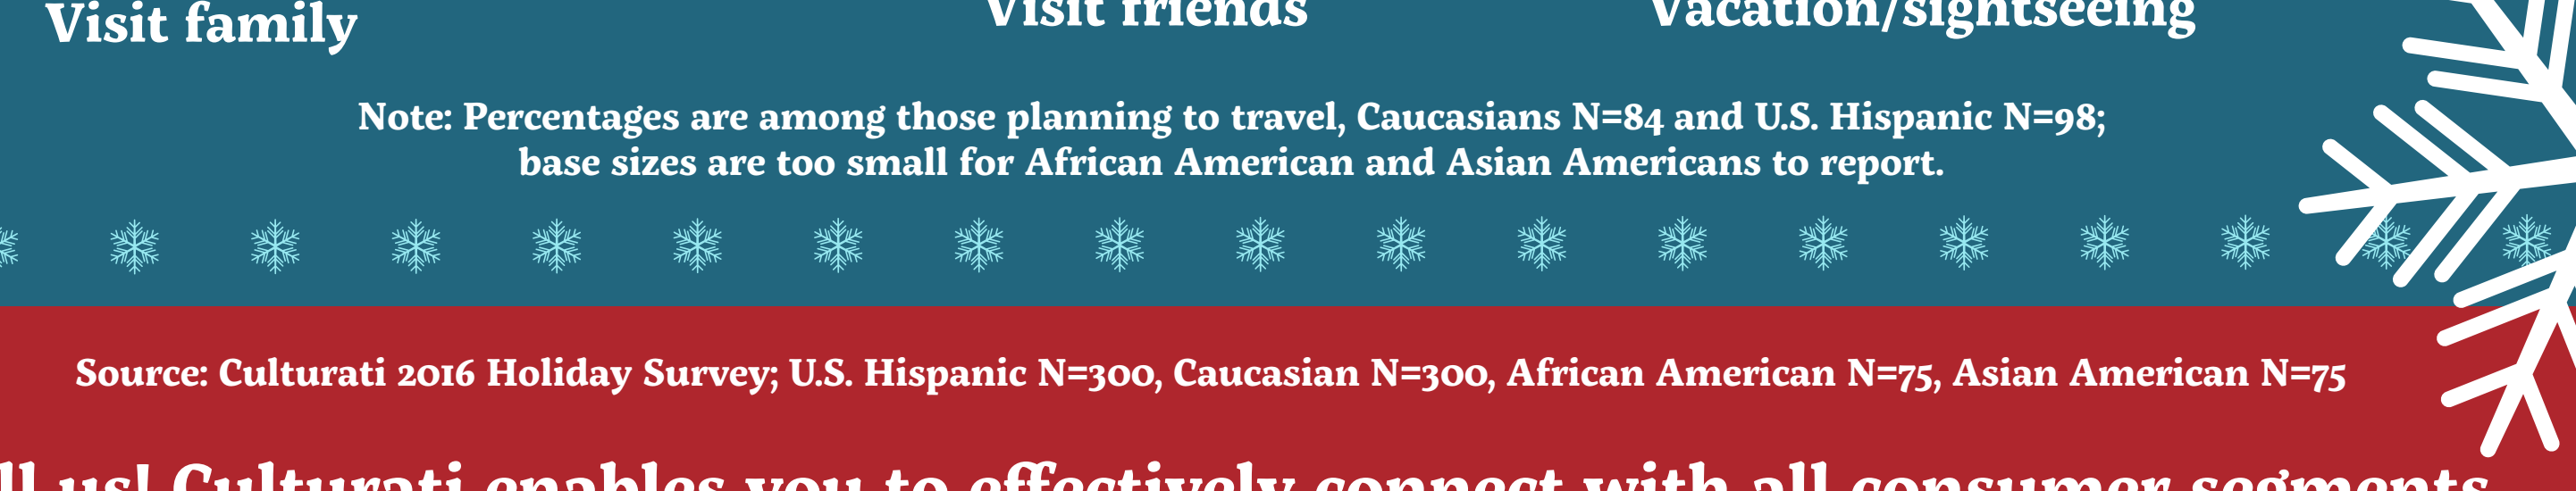 Visit family
Visit friends
Vacation/sightseeing
Note: Percentages are among those planning to travel, Caucasians N=84 and U.S. Hispanic N=98;
base sizes are too small for African American and Asian Americans to report.
Source: Culturati 2016 Holiday Survey; U.S. Hispanic N=300, Caucasian N=300, African American N=75, Asian American N=75
us! Culturati enables you to effectively connect with all consumer segments